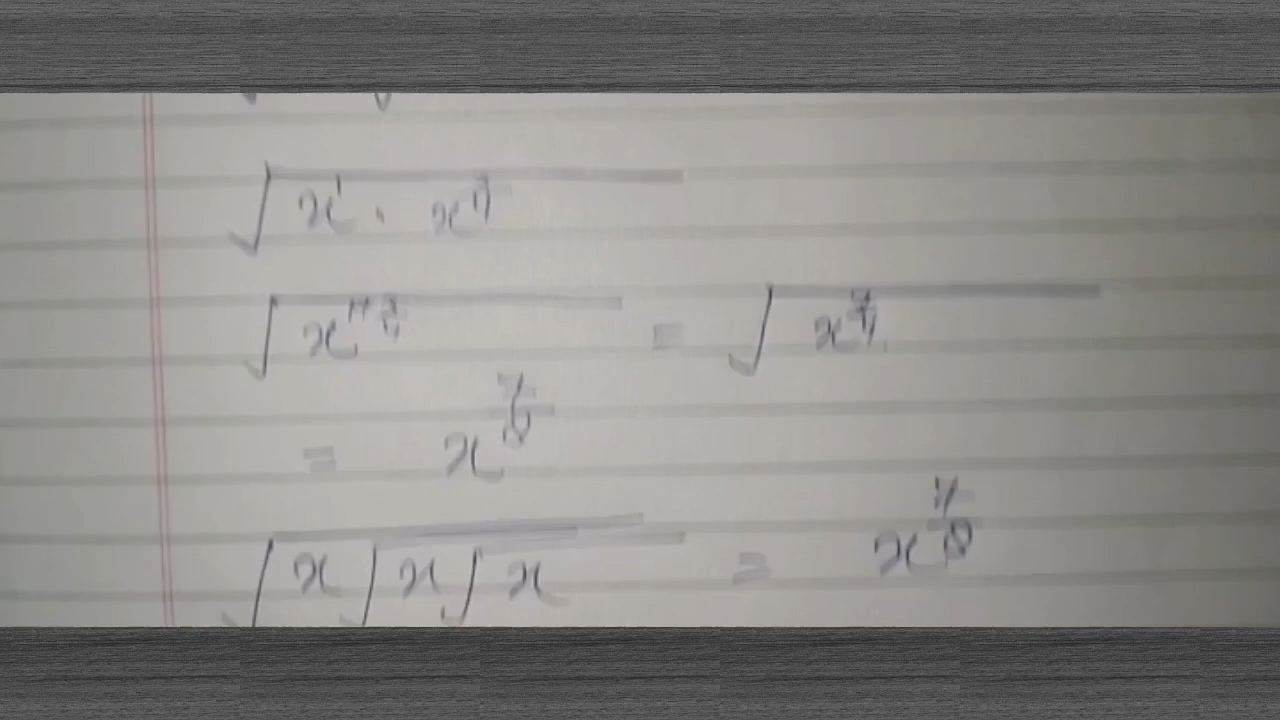 √(x¹ · x^(3/4))
√(x^(1+3/4)) = √(x^(7/4))
= x^(7/8)
√(x√(x√x)) = x^(7/8)